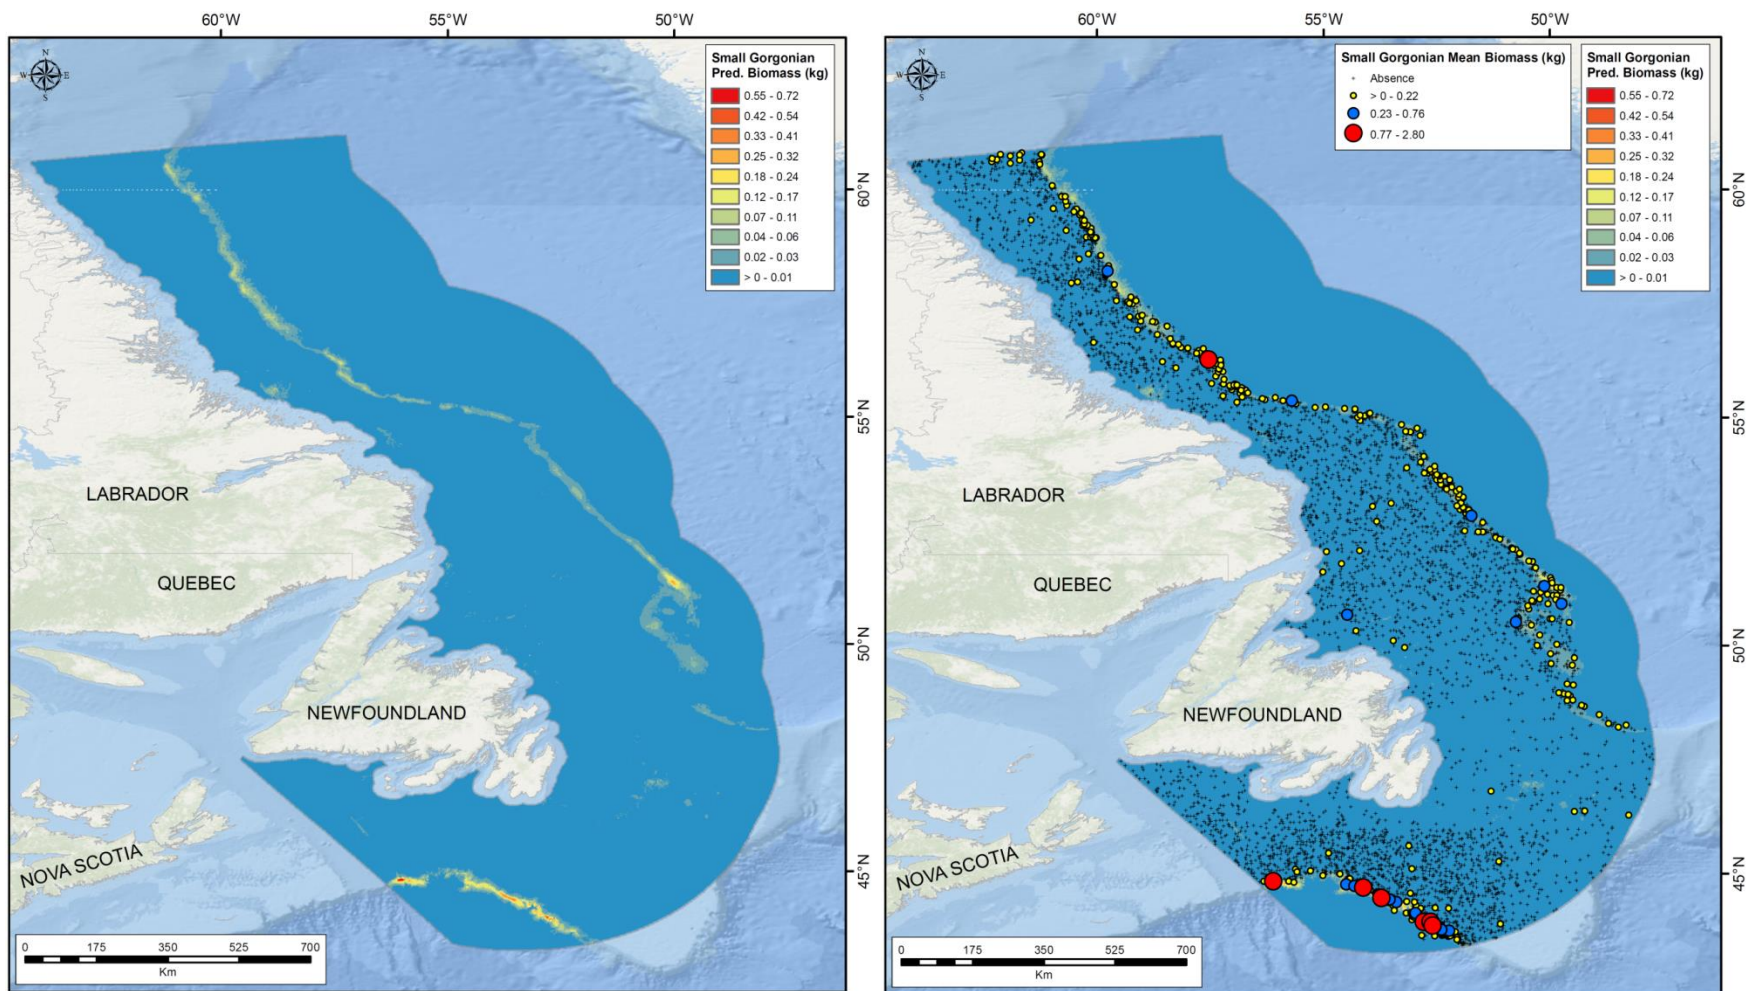 60°W 55°W 50°W
N
W E
S
Small Gorgonian
Pred. Biomass (kg)
0.55 - 0.72
0.42 - 0.54
0.33 - 0.41
0.25 - 0.32
0.18 - 0.24
0.12 - 0.17
0.07 - 0.11
0.04 - 0.06
0.02 - 0.03
> 0 - 0.01
60°N
55°N
50°N
45°N
LABRADOR
QUEBEC
NEWFOUNDLAND
NOVA SCOTIA
0 175 350 525 700
Km
60°W 55°W 50°W
N
W E
S
Small Gorgonian Mean Biomass (kg)
Absence
> 0 - 0.22
0.23 - 0.76
0.77 - 2.80
Small Gorgonian
Pred. Biomass (kg)
0.55 - 0.72
0.42 - 0.54
0.33 - 0.41
0.25 - 0.32
0.18 - 0.24
0.12 - 0.17
0.07 - 0.11
0.04 - 0.06
0.02 - 0.03
> 0 - 0.01
60°N
55°N
50°N
45°N
LABRADOR
QUEBEC
NEWFOUNDLAND
NOVA SCOTIA
0 175 350 525 700
Km